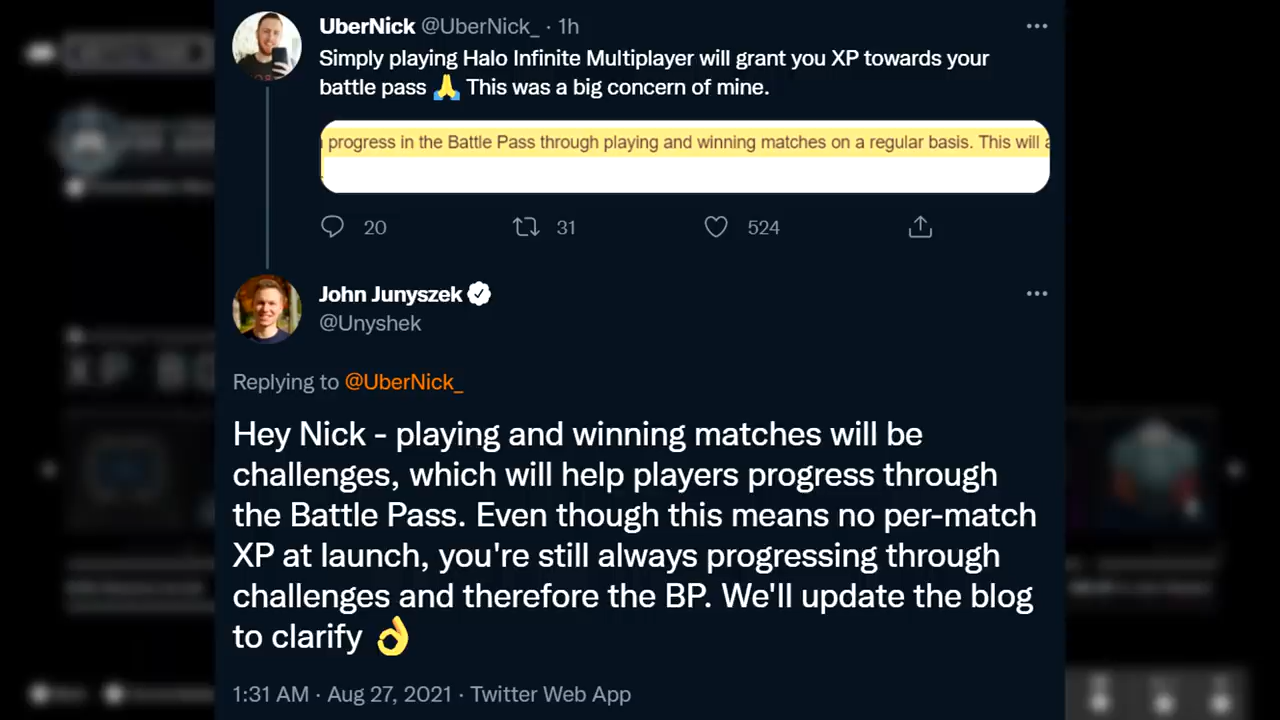 UberNick @UberNick_ · 1h
Simply playing Halo Infinite Multiplayer will grant you XP towards your
battle pass 🙏 This was a big concern of mine.
progress in the Battle Pass through playing and winning matches on a regular basis. This will
20 31 524
John Junyszek
@Unyshek
Replying to @UberNick_
Hey Nick - playing and winning matches will be
challenges, which will help players progress through
the Battle Pass. Even though this means no per-match
XP at launch, you're still always progressing through
challenges and therefore the BP. We'll update the blog
to clarify 👌
1:31 AM · Aug 27, 2021 · Twitter Web App